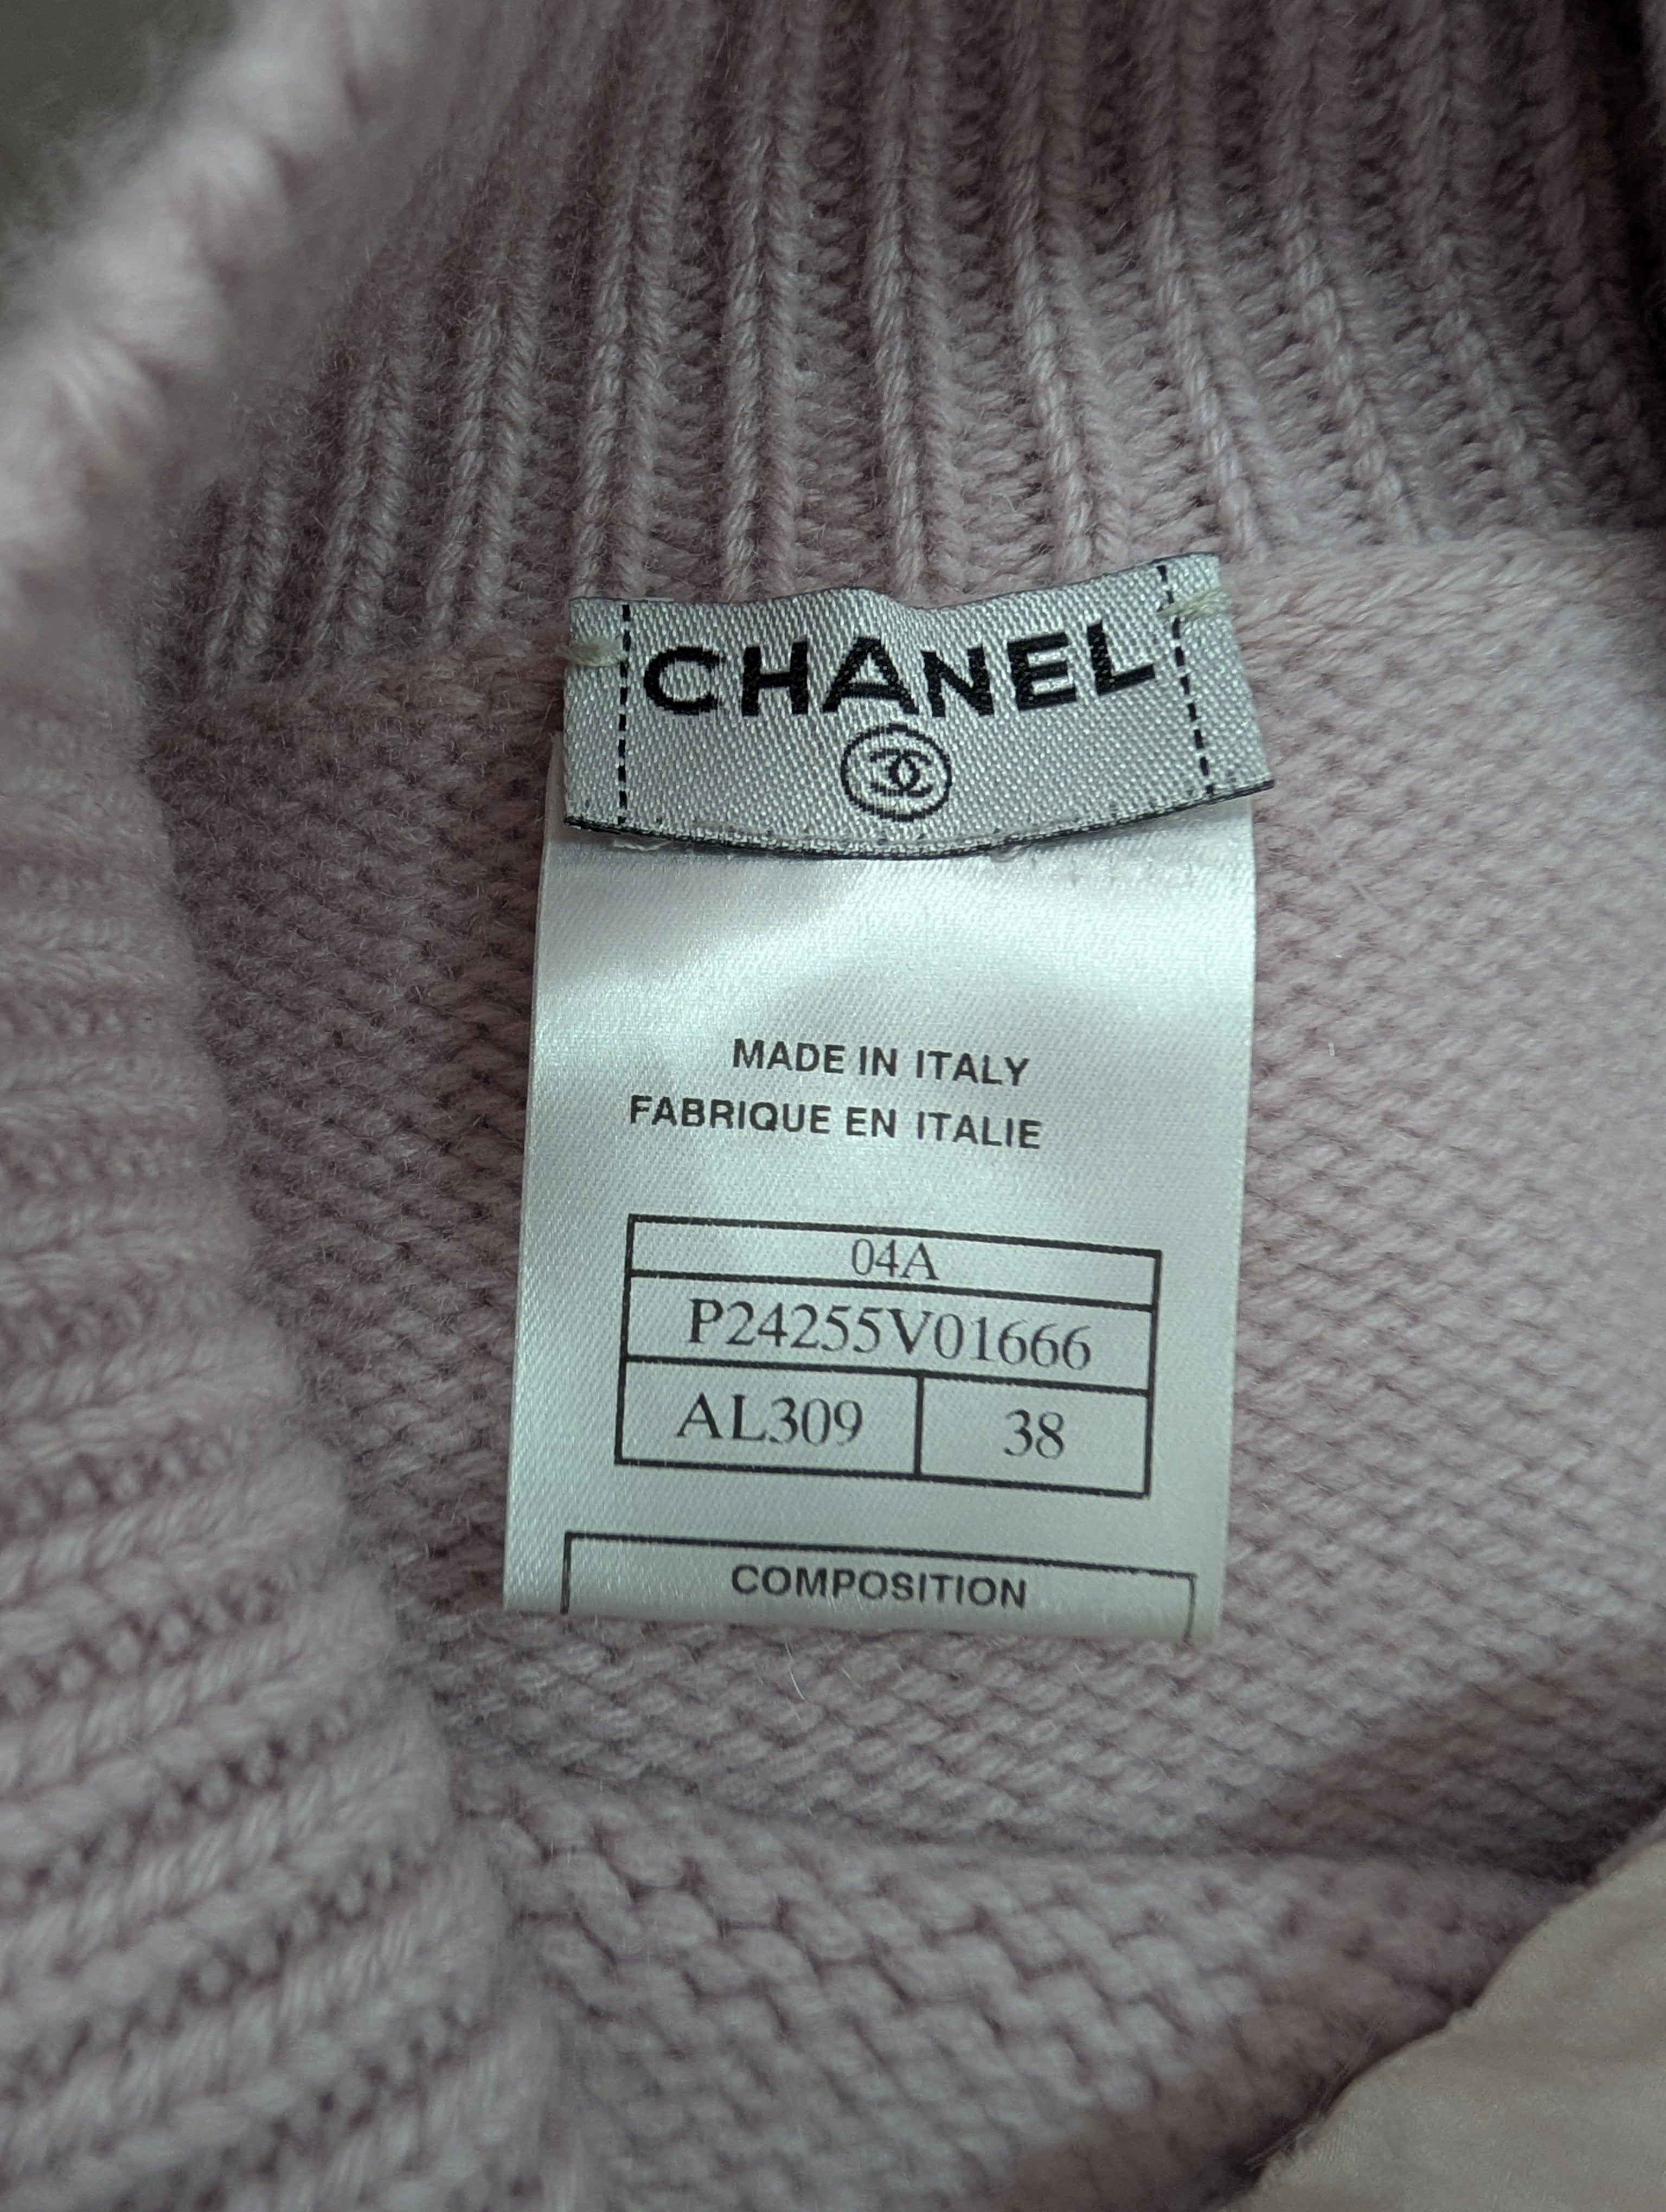 CHANEL
MADE IN ITALY
FABRIQUE EN ITALIE
04A
P24255V01666
AL309 38
COMPOSITION